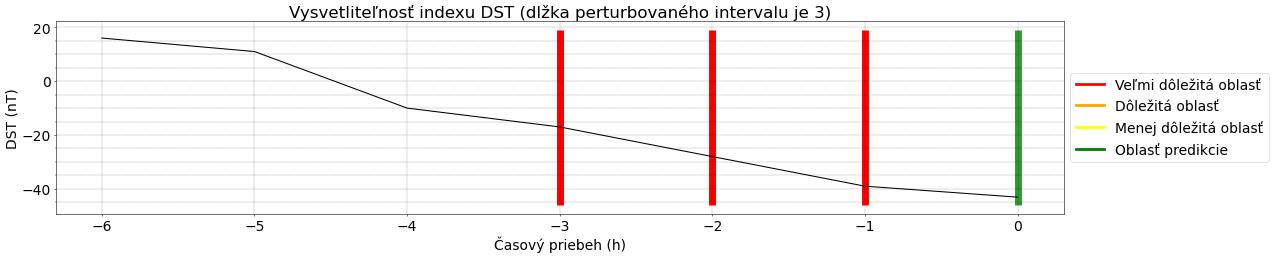 Vysvetliteľnosť indexu DST (dĺžka perturbovaného intervalu je 3)
20
0
−20
−40
DST (nT)
−6 −5 −4 −3 −2 −1 0
Časový priebeh (h)
Veľmi dôležitá oblasť
Dôležitá oblasť
Menej dôležitá oblasť
Oblasť predikcie